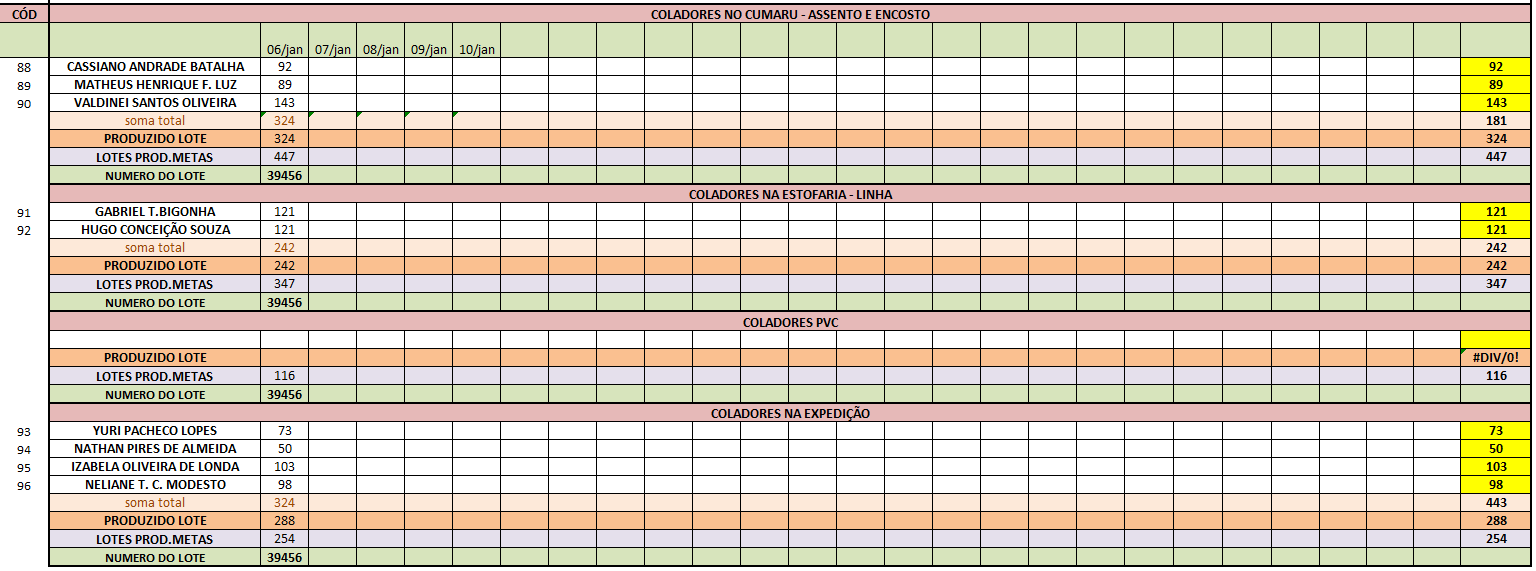 CÓD COLADORES NO CUMARU - ASSENTO E ENCOSTO
06/jan 07/jan 08/jan 09/jan 10/jan
88 CASSIANO ANDRADE BATALHA 92 92
89 MATHEUS HENRIQUE F. LUZ 89 89
90 VALDINEI SANTOS OLIVEIRA 143 143
soma total 324 181
PRODUZIDO LOTE 324 324
LOTES PROD.METAS 447 447
NUMERO DO LOTE 39456
COLADORES NA ESTOFARIA - LINHA
91 GABRIEL T.BIGONHA 121 121
92 HUGO CONCEIÇÃO SOUZA 121 121
soma total 242 242
PRODUZIDO LOTE 242 242
LOTES PROD.METAS 347 347
NUMERO DO LOTE 39456
COLADORES PVC
PRODUZIDO LOTE #DIV/0!
LOTES PROD.METAS 116 116
NUMERO DO LOTE 39456
COLADORES NA EXPEDIÇÃO
93 YURI PACHECO LOPES 73 73
94 NATHAN PIRES DE ALMEIDA 50 50
95 IZABELA OLIVEIRA DE LONDA 103 103
96 NELIANE T. C. MODESTO 98 98
soma total 324 443
PRODUZIDO LOTE 288 288
LOTES PROD.METAS 254 254
NUMERO DO LOTE 39456